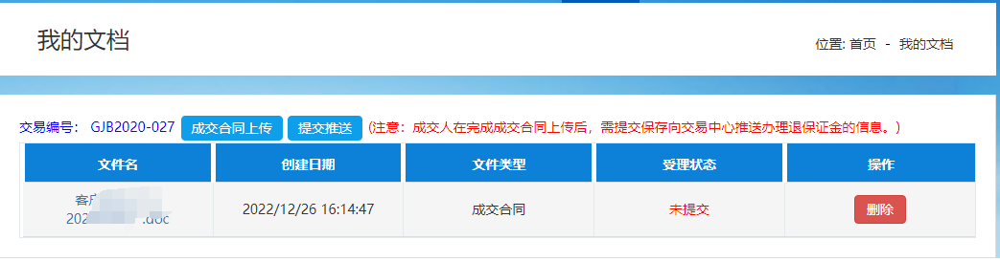 我的文档
位置: 首页 - 我的文档
交易编号： GJB2020-027 成交合同上传 提交推送 (注意：成交人在完成成交合同上传后，需提交保存向交易中心推送办理退保证金的信息。)
文件名 创建日期 文件类型 受理状态 操作
客户
202 .doc 2022/12/26 16:14:47 成交合同 未提交 删除